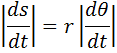 |ds/dt| = r |dθ/dt|